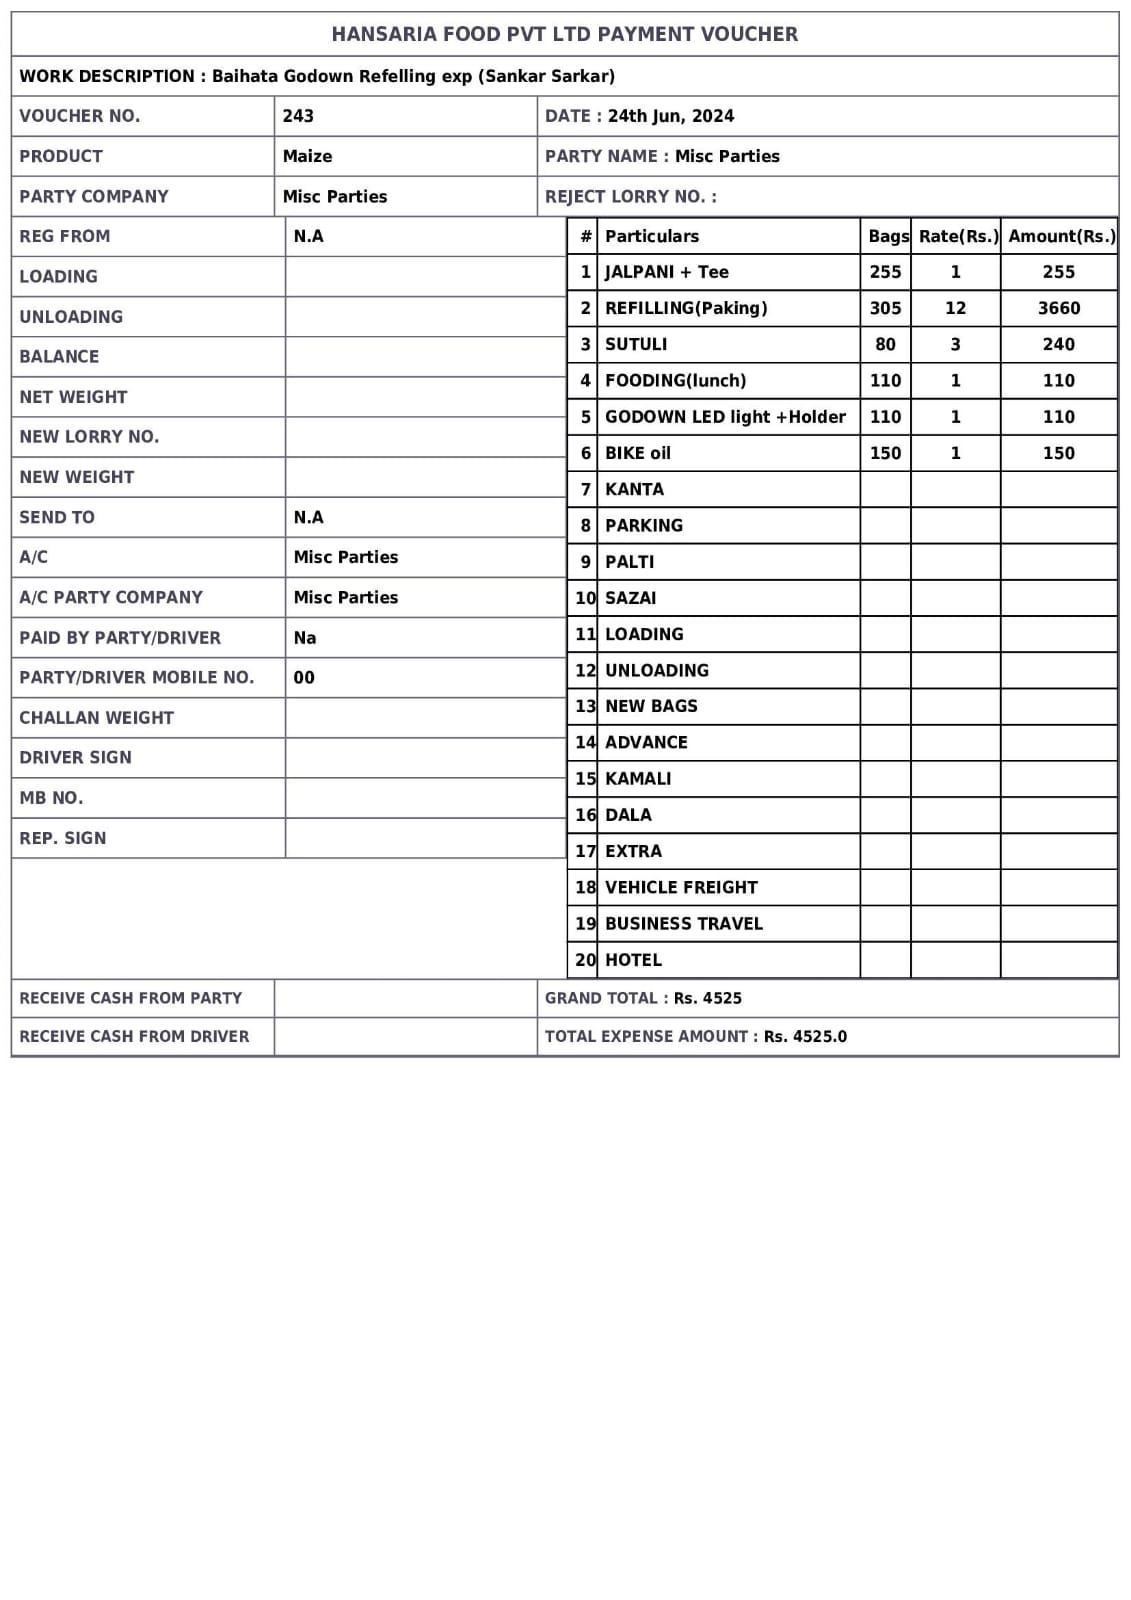 HANSARIA FOOD PVT LTD PAYMENT VOUCHER
WORK DESCRIPTION : Baihata Godown Refelling exp (Sankar Sarkar)
VOUCHER NO. 243 DATE : 24th Jun, 2024
PRODUCT Maize PARTY NAME : Misc Parties
PARTY COMPANY Misc Parties REJECT LORRY NO. :
REG FROM N.A
LOADING
UNLOADING
BALANCE
NET WEIGHT
NEW LORRY NO.
NEW WEIGHT
SEND TO N.A
A/C Misc Parties
A/C PARTY COMPANY Misc Parties
PAID BY PARTY/DRIVER Na
PARTY/DRIVER MOBILE NO. 00
CHALLAN WEIGHT
DRIVER SIGN
MB NO.
REP. SIGN
# Particulars Bags Rate(Rs.) Amount(Rs.)
1 JALPANI + Tee 255 1 255
2 REFILLING(Paking) 305 12 3660
3 SUTULI 80 3 240
4 FOODING(lunch) 110 1 110
5 GODOWN LED light +Holder 110 1 110
6 BIKE oil 150 1 150
7 KANTA
8 PARKING
9 PALTI
10 SAZAI
11 LOADING
12 UNLOADING
13 NEW BAGS
14 ADVANCE
15 KAMALI
16 DALA
17 EXTRA
18 VEHICLE FREIGHT
19 BUSINESS TRAVEL
20 HOTEL
RECEIVE CASH FROM PARTY GRAND TOTAL : Rs. 4525
RECEIVE CASH FROM DRIVER TOTAL EXPENSE AMOUNT : Rs. 4525.0